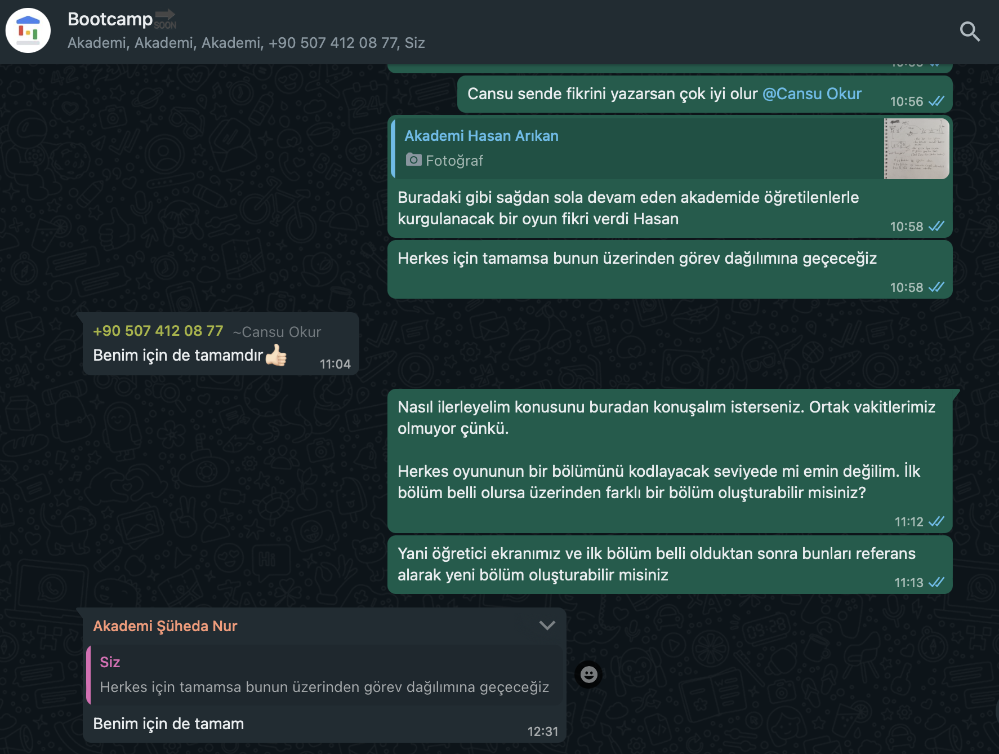 Bootcamp
SOON
Akademi, Akademi, Akademi, +90 507 412 08 77, Siz
Cansu sende fikrini yazarsan çok iyi olur @Cansu Okur
10:56
Akademi Hasan Arıkan
Fotoğraf
Buradaki gibi sağdan sola devam eden akademide öğretilenlerle
kurgulanacak bir oyun fikri verdi Hasan
10:58
Herkes için tamamsa bunun üzerinden görev dağılımına geçeceğiz
10:58
+90 507 412 08 77 ~Cansu Okur
Benim için de tamamdır👍🏻
11:04
Nasıl ilerleyelim konusunu buradan konuşalım isterseniz. Ortak vakitlerimiz
olmuyor çünkü.
Herkes oyununun bir bölümünü kodlayacak seviyede mi emin değilim. İlk
bölüm belli olursa üzerinden farklı bir bölüm oluşturabilir misiniz?
11:12
Yani öğretici ekranımız ve ilk bölüm belli olduktan sonra bunları referans
alarak yeni bölüm oluşturabilir misiniz
11:13
Akademi Şüheda Nur
Siz
Herkes için tamamsa bunun üzerinden görev dağılımına geçeceğiz
Benim için de tamam
12:31